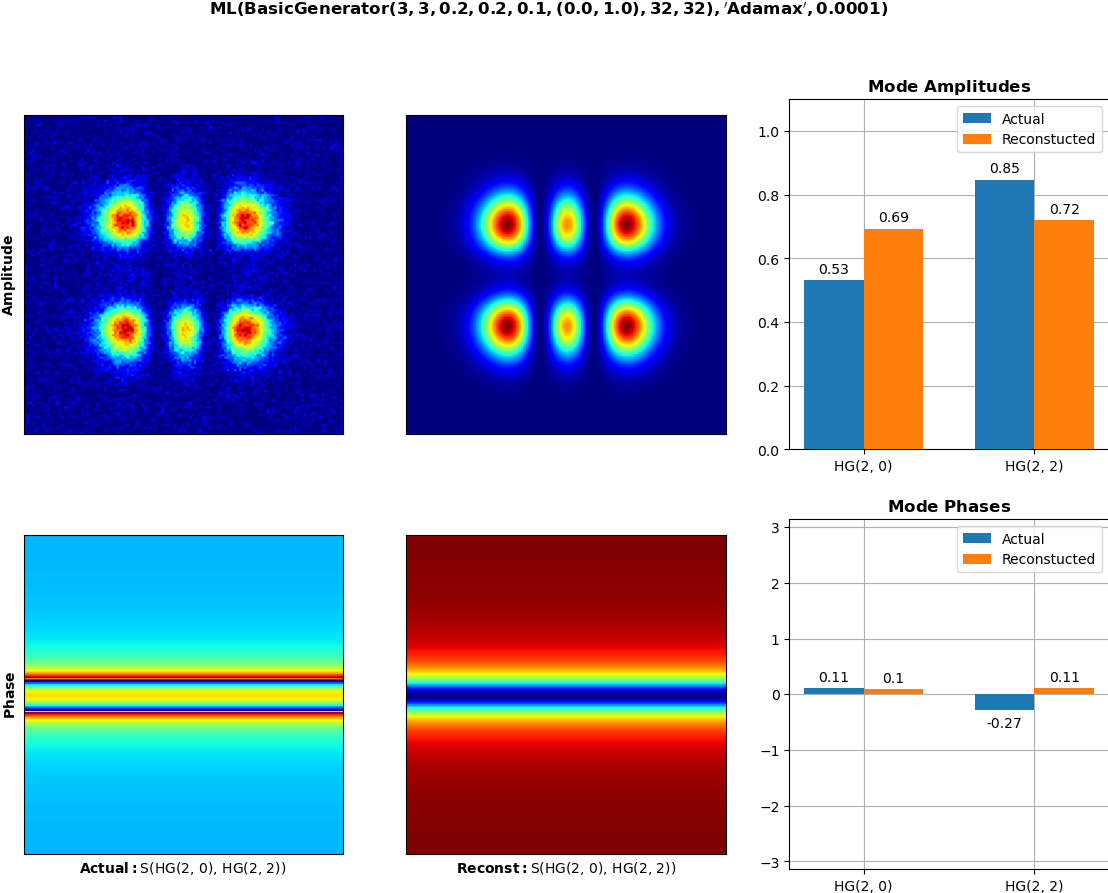 ML(BasicGenerator(3, 3, 0.2, 0.2, 0.1, (0.0, 1.0), 32, 32), ′Adamax′, 0.0001)
Amplitude
Mode Amplitudes
Actual
Reconstucted
1.0
0.8
0.6
0.4
0.2
0.0
0.53
0.69
0.85
0.72
HG(2, 0)
HG(2, 2)
Phase
Actual: S(HG(2, 0), HG(2, 2))
Reconst: S(HG(2, 0), HG(2, 2))
Mode Phases
Actual
Reconstucted
3
2
1
0
−1
−2
−3
0.11
0.1
-0.27
0.11
HG(2, 0)
HG(2, 2)